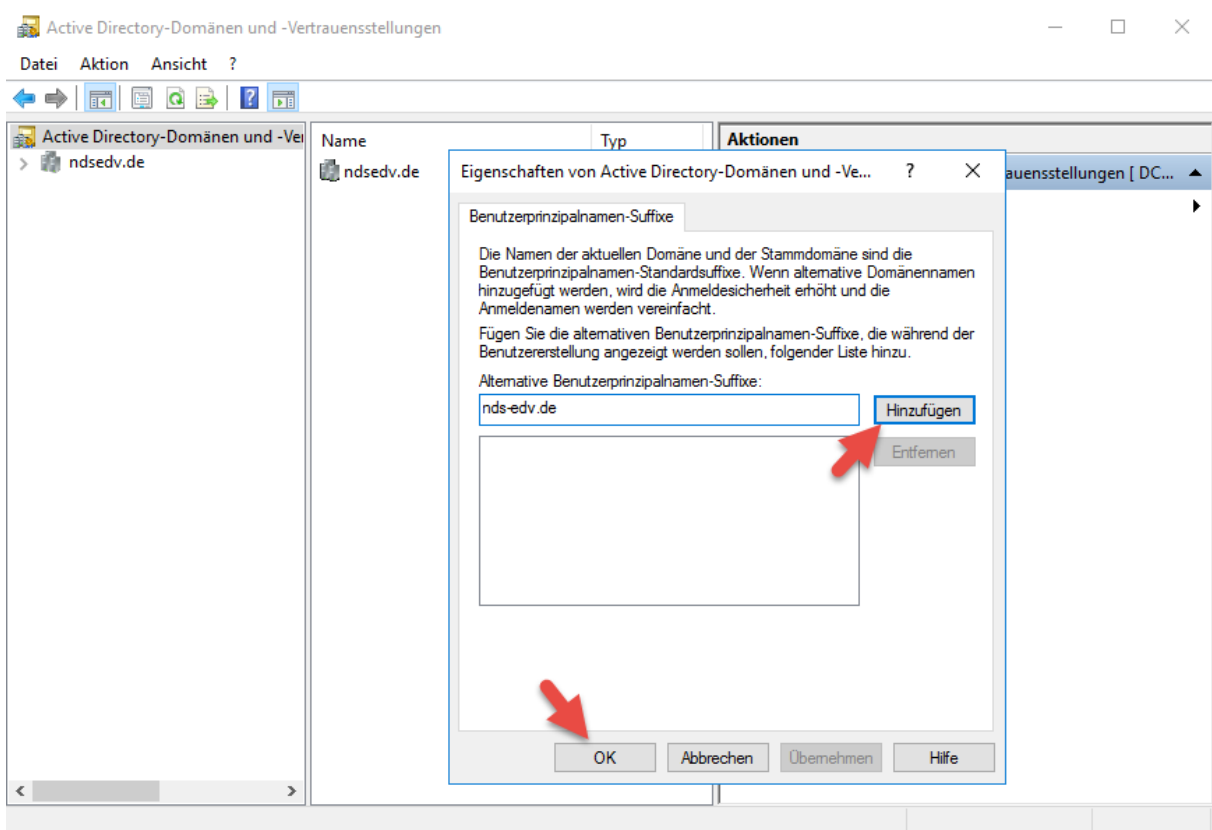 Active Directory-Domänen und -Vertrauensstellungen
Datei Aktion Ansicht ?
Active Directory-Domänen und -Ver
ndsedv.de
Name Typ
ndsedv.de
Aktionen
auensstellungen [ DC...
Eigenschaften von Active Directory-Domänen und -Ve... ?
Benutzerprinzipalnamen-Suffixe
Die Namen der aktuellen Domäne und der Stammdomäne sind die
Benutzerprinzipalnamen-Standardsuffixe. Wenn alternative Domänennamen
hinzugefügt werden, wird die Anmeldesicherheit erhöht und die
Anmeldenamen werden vereinfacht.
Fügen Sie die alternativen Benutzerprinzipalnamen-Suffixe, die während der
Benutzererstellung angezeigt werden sollen, folgender Liste hinzu.
Alternative Benutzerprinzipalnamen-Suffixe:
nds-edv.de
Hinzufügen
Entfernen
OK Abbrechen Übernehmen Hilfe